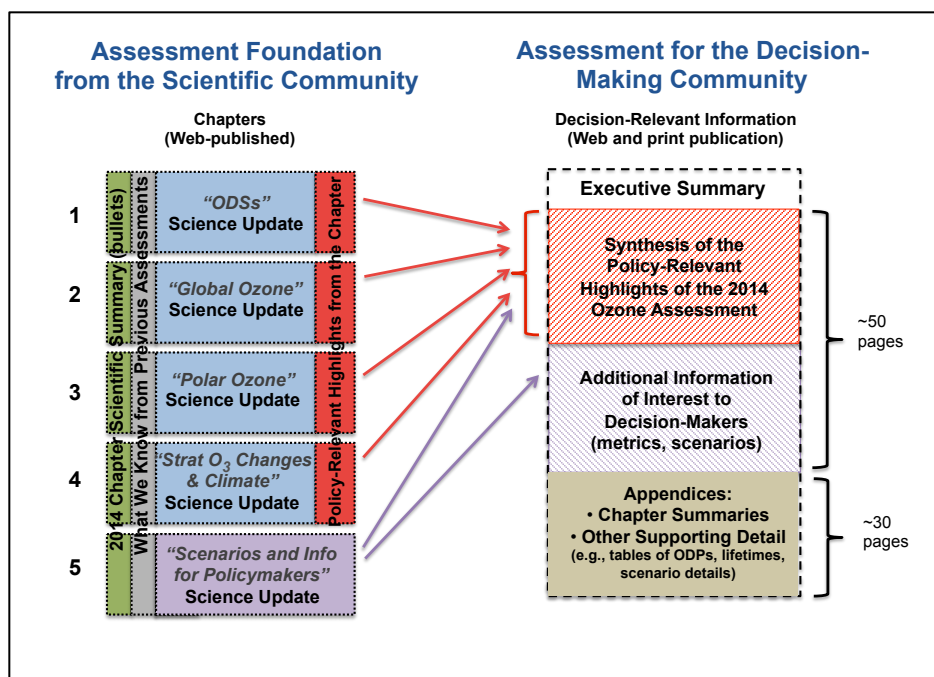 Assessment Foundation
from the Scientific Community
Chapters
(Web-published)
2014 Chapter Scientific Summary (bullets)
What We Know from Previous Assessments
Policy-Relevant Highlights from the Chapter
1
“ODSs”
Science Update
2
“Global Ozone”
Science Update
3
“Polar Ozone”
Science Update
4
“Strat O3 Changes
& Climate”
Science Update
5
“Scenarios and Info
for Policymakers”
Science Update
Assessment for the Decision-
Making Community
Decision-Relevant Information
(Web and print publication)
Executive Summary
Synthesis of the
Policy-Relevant
Highlights of the 2014
Ozone Assessment
Additional Information
of Interest to
Decision-Makers
(metrics, scenarios)
~50
pages
Appendices:
• Chapter Summaries
• Other Supporting Detail
(e.g., tables of ODPs, lifetimes,
scenario details)
~30
pages